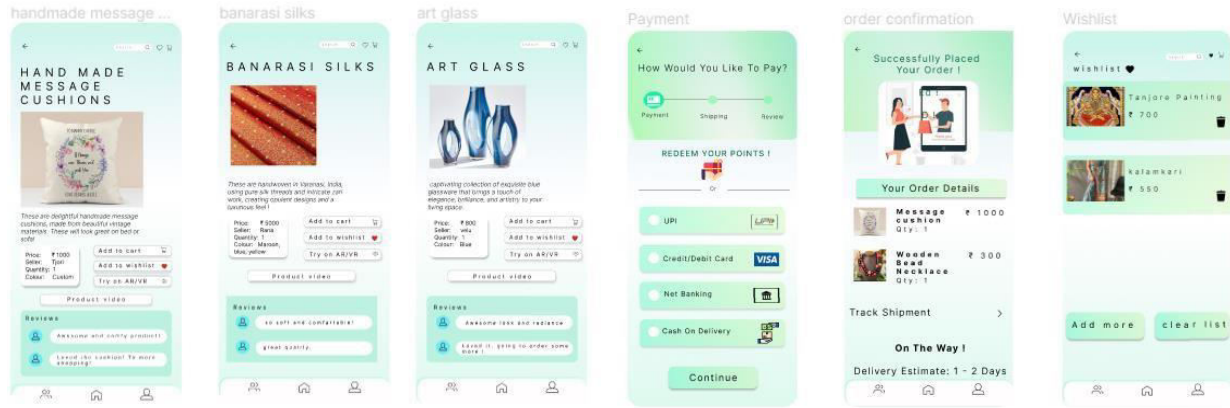 handmade message ...
HAND MADE
MESSAGE
CUSHIONS
These are delightful handmade message
cushions, made from beautiful vintage
materials. These will look great on bed or
sofa!
Price: ₹ 1000
Seller: Tjori
Quantity: 1
Colour: Custom
Add to cart
Add to wishlist
Try on AR/VR
Product video
Reviews
Awesome and comfy product!
Loved the cushion! To more
shopping!
banarasi silks
BANARASI SILKS
These are handwoven in Varanasi, India,
using pure silk threads and intricate zari
work, creating opulent designs and a
luxurious feel !
Price: ₹ 5000
Seller: Rana
Quantity: 1
Colour: Maroon,
blue, yellow
Add to cart
Add to wishlist
Try on AR/VR
Product video
Reviews
so soft and comfortable!
great quality.
art glass
ART GLASS
captivating collection of exquisite blue
glassware that brings a touch of
elegance, brilliance, and artistry to your
living space
Price: ₹ 800
Seller: velu
Quantity: 1
Colour: Blue
Add to cart
Add to wishlist
Try on AR/VR
Product video
Reviews
Awesome look and radiance
Loved it, going to order some
more !
Payment
How Would You Like To Pay?
Payment
Shipping
Review
REDEEM YOUR POINTS !
Or
UPI
UPI
Credit/Debit Card
VISA
Net Banking
Cash On Delivery
Continue
order confirmation
Successfully Placed
Your Order !
Your Order Details
Message
cushion
Qty: 1
₹ 1000
Wooden
Bead
Necklace
Qty: 1
₹ 300
Track Shipment
On The Way !
Delivery Estimate: 1 - 2 Days
Wishlist
wishlist
Tanjore Painting
₹ 700
kalamkari
₹ 550
Add more
clear list